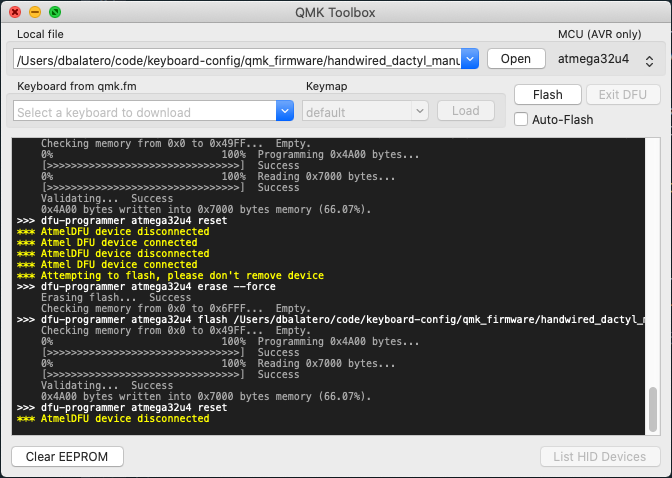 QMK Toolbox
Local file
MCU (AVR only)
/Users/dbalatero/code/keyboard-config/qmk_firmware/handwired_dactyl_manu
Open
atmega32u4
Keyboard from qmk.fm
Keymap
Flash
Exit DFU
Select a keyboard to download
default
Load
Auto-Flash
Checking memory from 0x0 to 0x49FF... Empty.
0% 100% Programming 0x4A00 bytes...
[>>>>>>>>>>>>>>>>>>>>>>>>>>>>>>>>] Success
0% 100% Reading 0x7000 bytes...
[>>>>>>>>>>>>>>>>>>>>>>>>>>>>>>>>] Success
Validating... Success
0x4A00 bytes written into 0x7000 bytes memory (66.07%).
>>> dfu-programmer atmega32u4 reset
*** AtmelDFU device disconnected
*** Atmel DFU device connected
*** AtmelDFU device disconnected
*** Atmel DFU device connected
*** Attempting to flash, please don't remove device
>>> dfu-programmer atmega32u4 erase --force
Erasing flash... Success
Checking memory from 0x0 to 0x6FFF... Empty.
>>> dfu-programmer atmega32u4 flash /Users/dbalatero/code/keyboard-config/qmk_firmware/handwired_dactyl_m
Checking memory from 0x0 to 0x49FF... Empty.
0% 100% Programming 0x4A00 bytes...
[>>>>>>>>>>>>>>>>>>>>>>>>>>>>>>>>] Success
0% 100% Reading 0x7000 bytes...
[>>>>>>>>>>>>>>>>>>>>>>>>>>>>>>>>] Success
Validating... Success
0x4A00 bytes written into 0x7000 bytes memory (66.07%).
>>> dfu-programmer atmega32u4 reset
*** AtmelDFU device disconnected
Clear EEPROM
List HID Devices